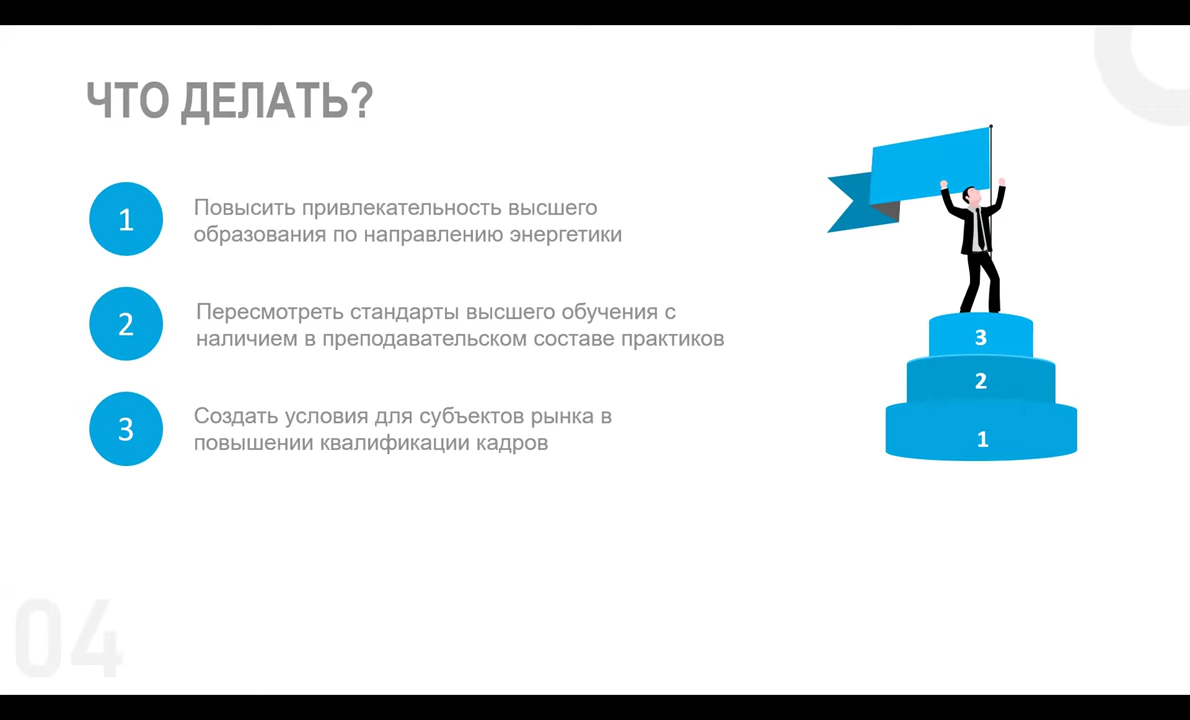 ЧТО ДЕЛАТЬ?
1
Повысить привлекательность высшего
образования по направлению энергетики
2
Пересмотреть стандарты высшего обучения с
наличием в преподавательском составе практиков
3
Создать условия для субъектов рынка в
повышении квалификации кадров
3
2
1
04